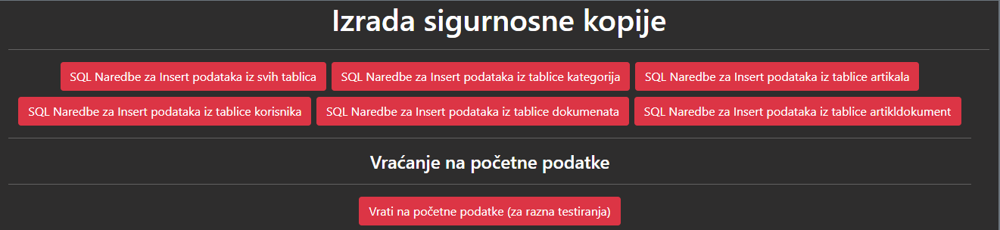 Izrada sigurnosne kopije
SQL Naredbe za Insert podataka iz svih tablica
SQL Naredbe za Insert podataka iz tablice kategorija
SQL Naredbe za Insert podataka iz tablice artikala
SQL Naredbe za Insert podataka iz tablice korisnika
SQL Naredbe za Insert podataka iz tablice dokumenata
SQL Naredbe za Insert podataka iz tablice artikldokument
Vraćanje na početne podatke
Vrati na početne podatke (za razna testiranja)